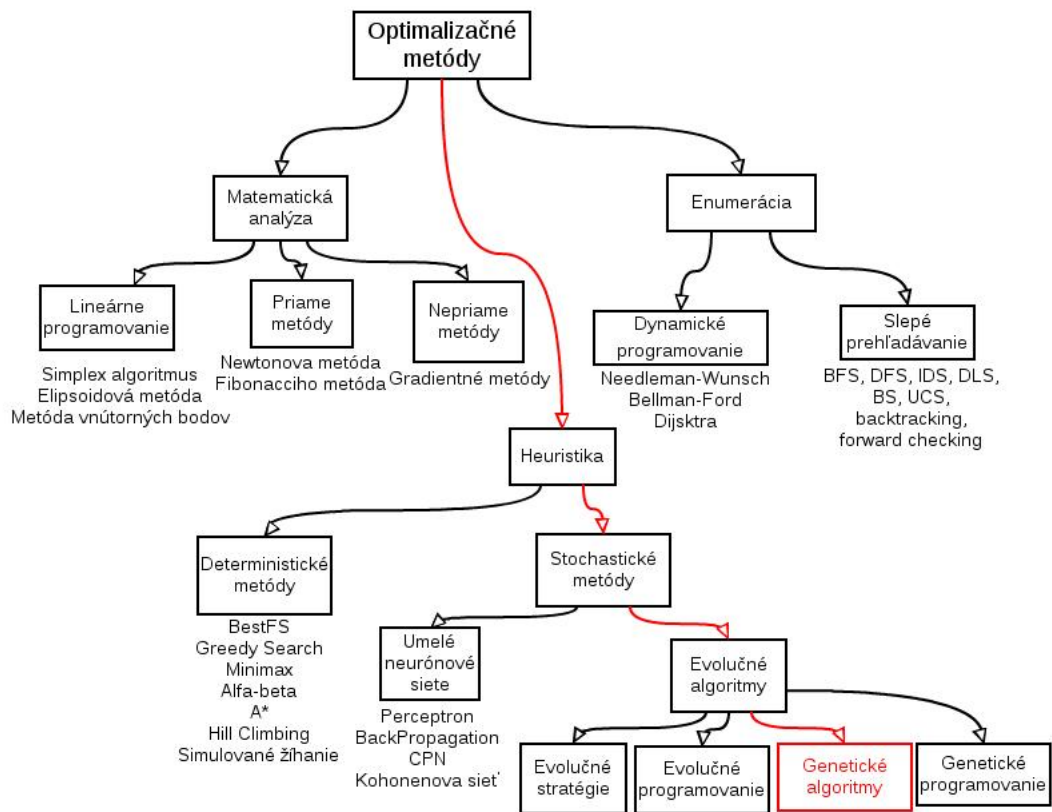 Optimalizačné
metódy
Matematická
analýza
Enumerácia
Lineárne
programovanie
Simplex algoritmus
Elipsoidová metóda
Metóda vnútorných bodov
Priame
metódy
Newtonova metóda
Fibonacciho metóda
Nepriame
metódy
Gradientné metódy
Dynamické
programovanie
Needleman-Wunsch
Bellman-Ford
Dijsktra
Slepé
prehľadávanie
BFS, DFS, IDS, DLS,
BS, UCS,
backtracking,
forward checking
Heuristika
Deterministické
metódy
BestFS
Greedy Search
Minimax
Alfa-beta
A*
Hill Climbing
Simulované žíhanie
Stochastické
metódy
Umelé
neurónové
siete
Perceptron
BackPropagation
CPN
Kohonenova sieť
Evolučné
algoritmy
Evolučné
stratégie
Evolučné
programovanie
Genetické
algoritmy
Genetické
programovanie